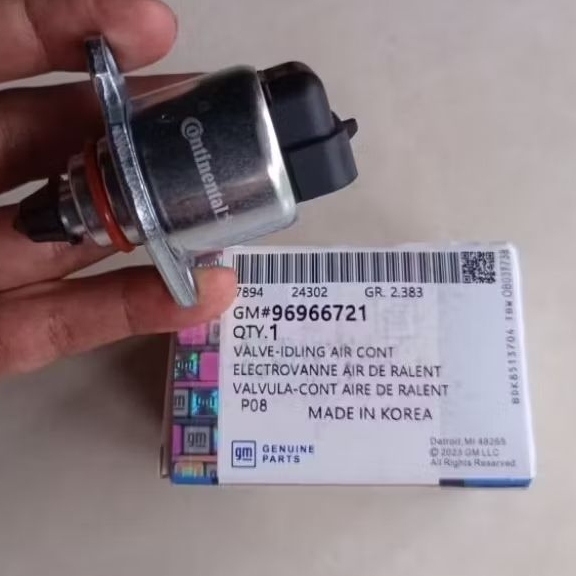 Continental
7894 24302 GR. 2.383
GM#96966721
QTY.1
VALVE-IDLING AIR CONT
ELECTROVANNE AIR DE RALENT
VALVULA-CONT AIRE DE RALENT
P08 MADE IN KOREA
gm GENUINE
PARTS
Detroit, MI 48265
© 2023 GM LLC
All Rights Reserved
gm
gm